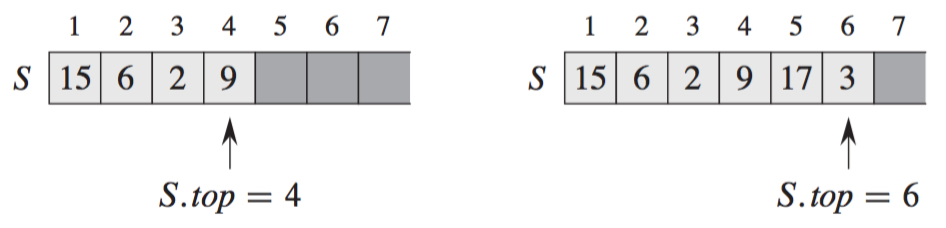 1 2 3 4 5 6 7
S 15 6 2 9
S.top = 4
1 2 3 4 5 6 7
S 15 6 2 9 17 3
S.top = 6